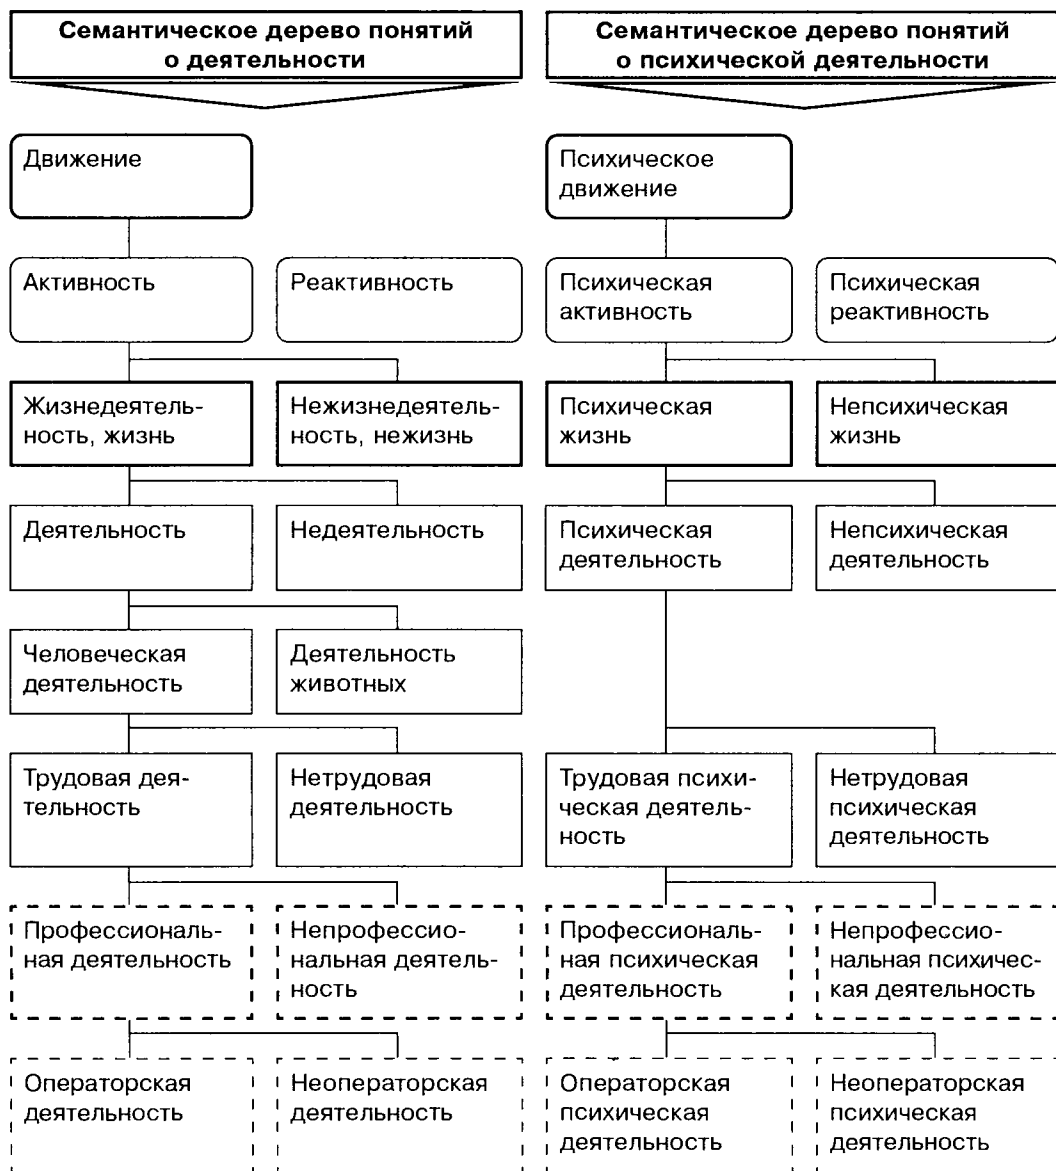 Семантическое дерево понятий
о деятельности
Семантическое дерево понятий
о психической деятельности
Движение
Психическое
движение
Активность
Реактивность
Психическая
активность
Психическая
реактивность
Жизнедеятель-
ность, жизнь
Нежизнедеятель-
ность, нежизнь
Психическая
жизнь
Непсихическая
жизнь
Деятельность
Недеятельность
Психическая
деятельность
Непсихическая
деятельность
Человеческая
деятельность
Деятельность
животных
Трудовая дея-
тельность
Нетрудовая
деятельность
Трудовая психи-
ческая деятель-
ность
Нетрудовая
психическая
деятельность
Профессиональ-
ная деятельность
Непрофессио-
нальная деятель-
ность
Профессиональ-
ная психическая
деятельность
Непрофессио-
нальная психичес-
кая деятельность
Операторская
деятельность
Неоператорская
деятельность
Операторская
психическая
деятельность
Неоператорская
психическая
деятельность